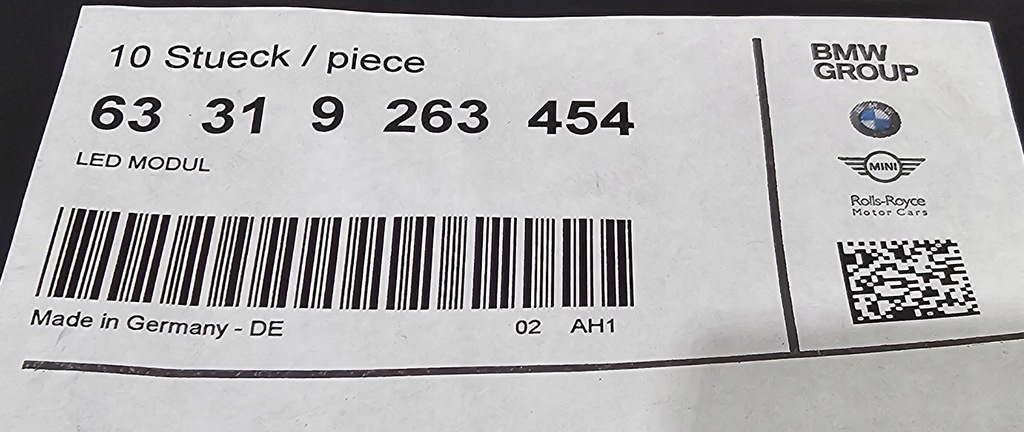 10 Stueck / piece
63 31 9 263 454
LED MODUL
Made in Germany - DE
02 AH1
BMW
GROUP
MINI
Rolls-Royce
Motor Cars